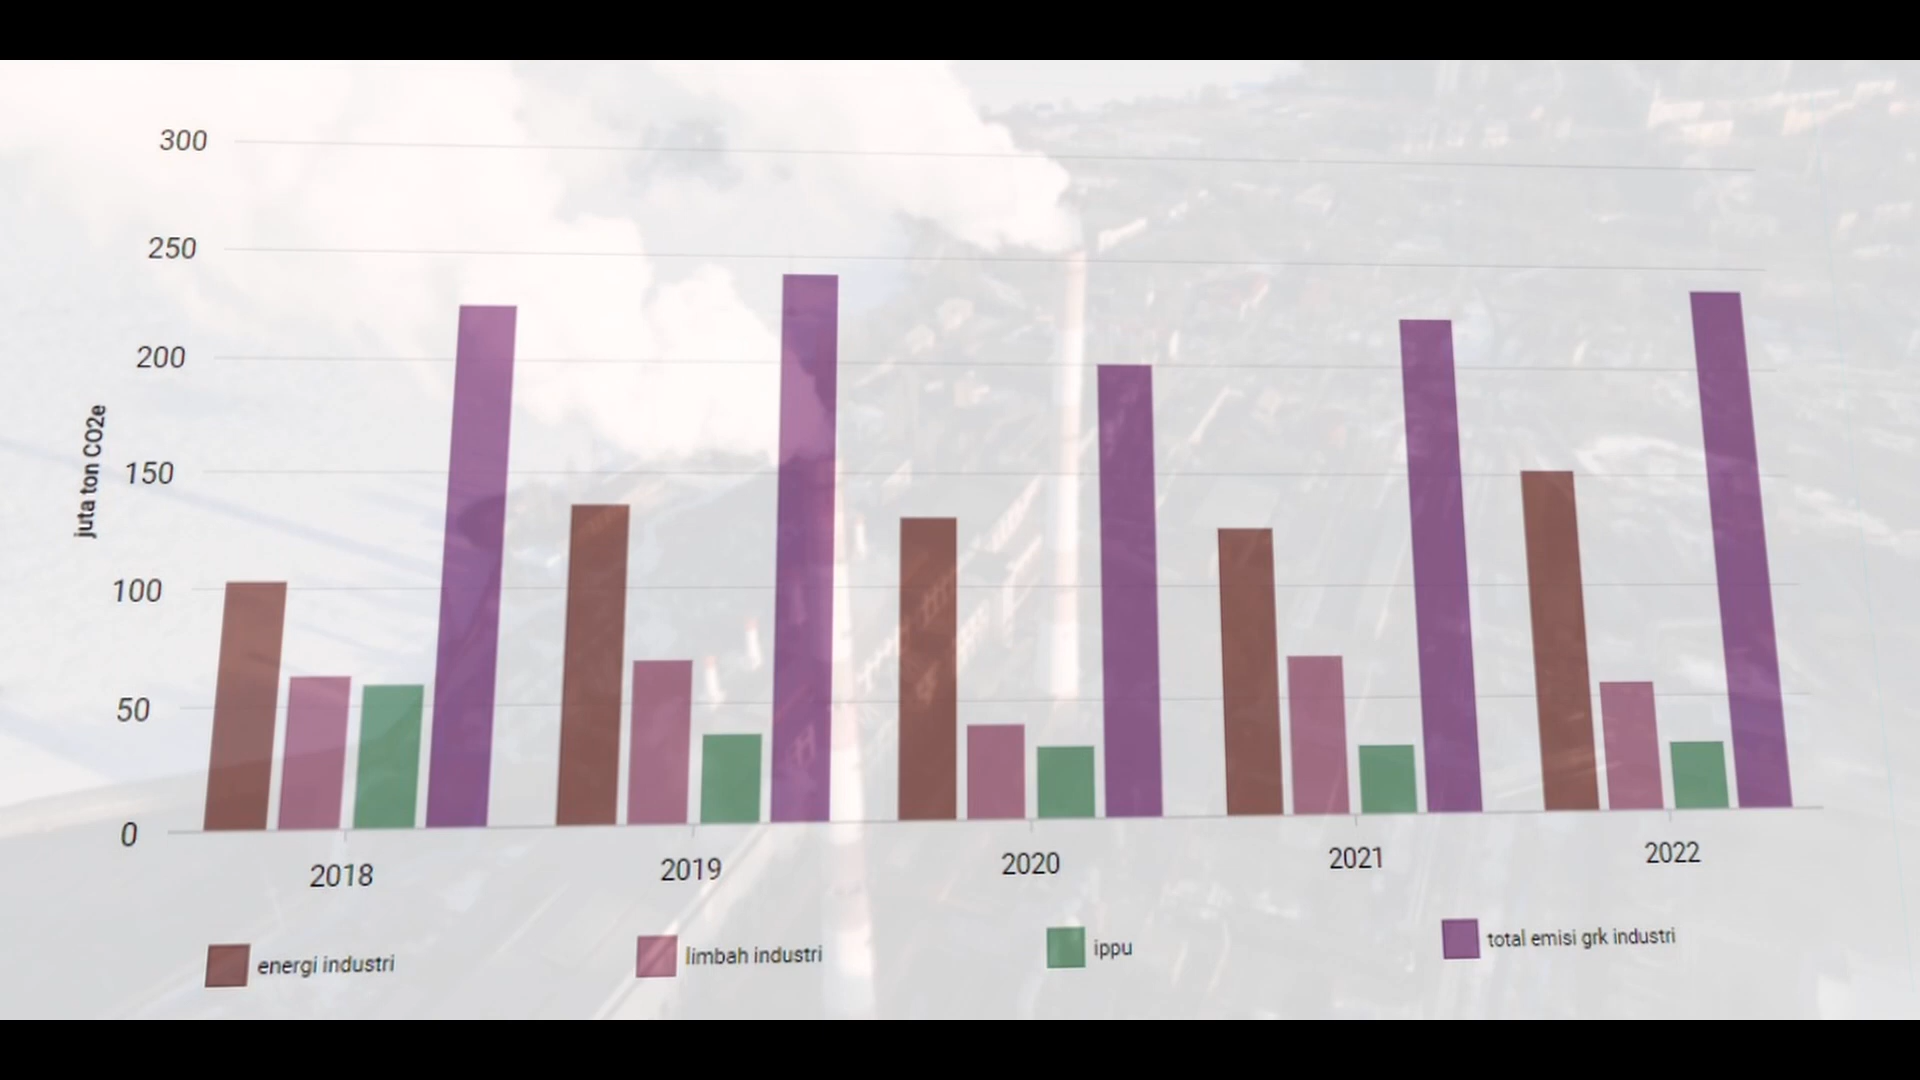 300
250
200
150
100
50
0
juta ton CO2e
2018
2019
2020
2021
2022
energi industri
limbah industri
ippu
total emisi grk industri